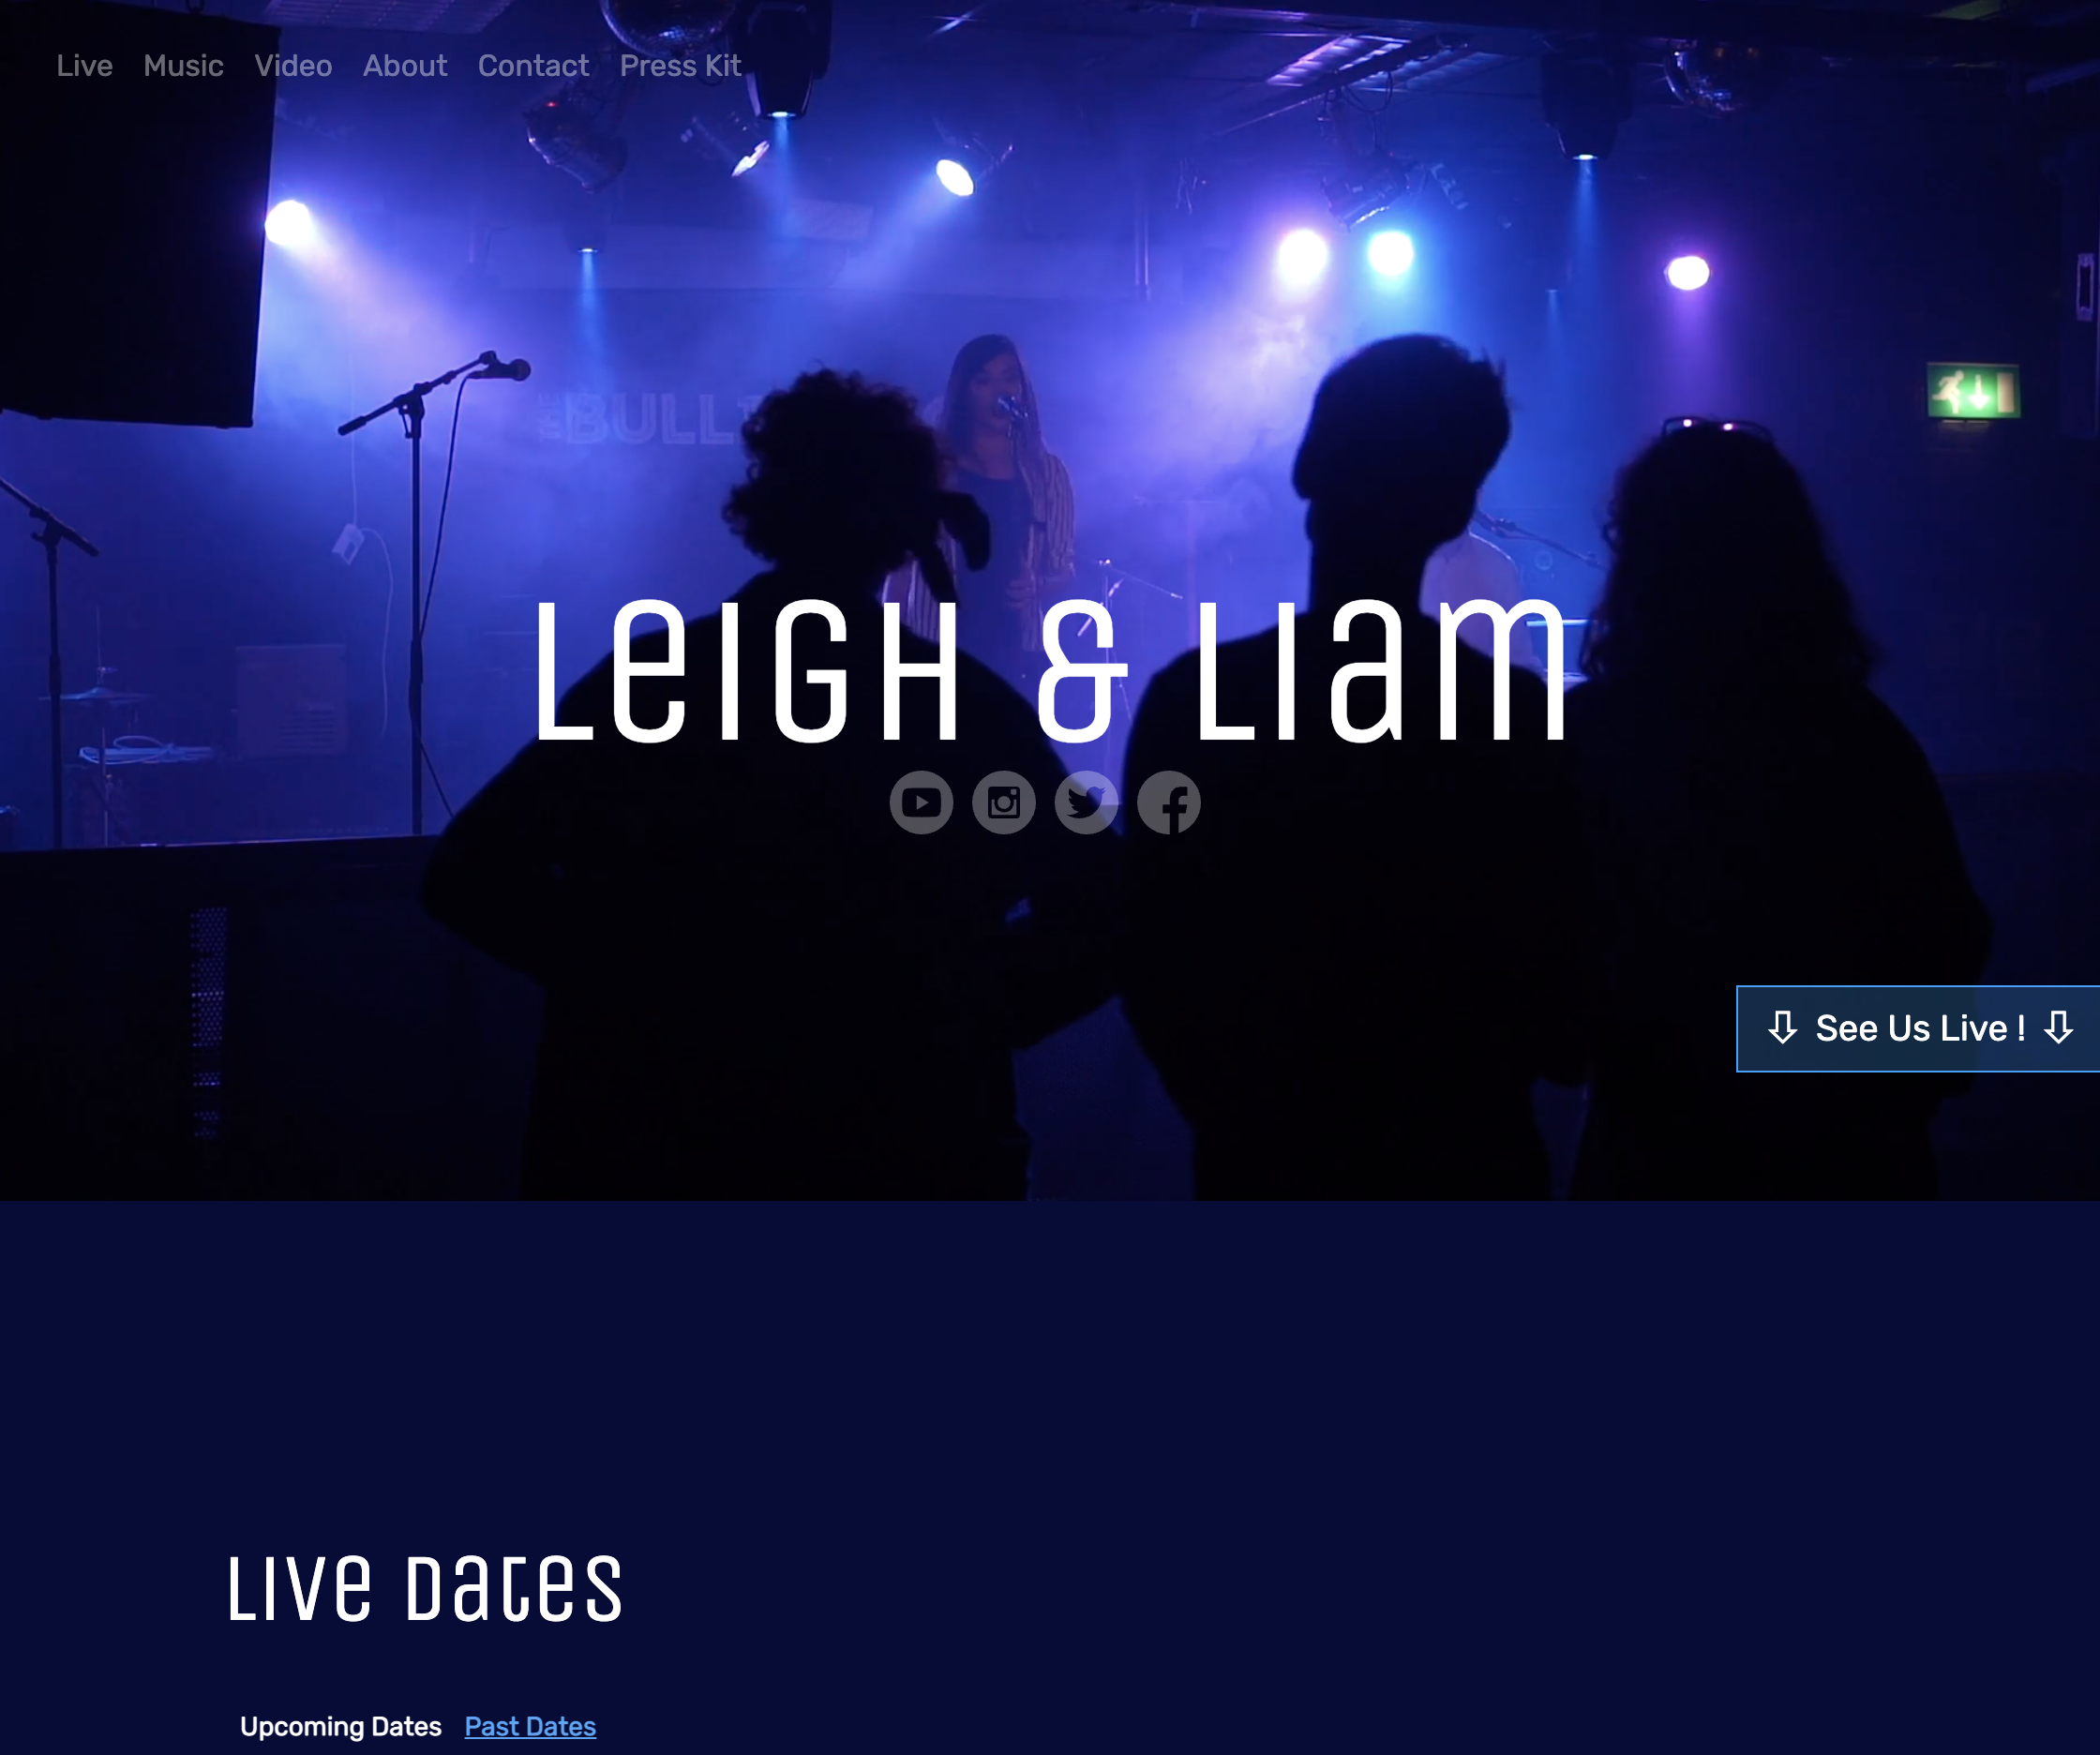 Live Music Video About Contact Press Kit
LeIGH & LIam
⇩ See Us Live ! ⇩
LIve Dates
Upcoming Dates Past Dates